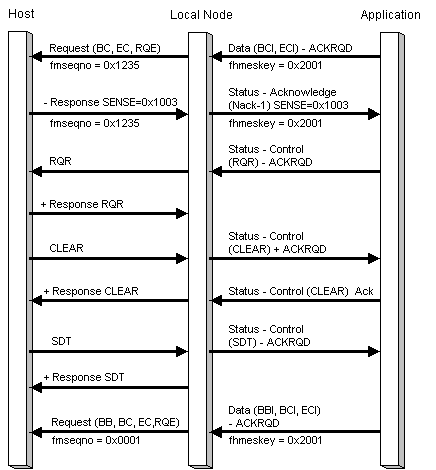 Host Local Node Application
Request (BC, EC, RQE) Data (BCI, ECI) - ACKRQD
fmseqno = 0x1235 fhmeskey = 0x2001
- Response SENSE=0x1003 Status - Acknowledge
(Nack-1) SENSE=0x1003
fmseqno = 0x1235 fhmeskey = 0x2001
RQR Status - Control
(RQR) - ACKRQD
+ Response RQR
CLEAR Status - Control
(CLEAR) + ACKRQD
+ Response CLEAR Status - Control (CLEAR) Ack
SDT Status - Control
(SDT) - ACKRQD
+ Response SDT
Request (BB, BC, EC,RQE) Data (BBI, BCI, ECI)
- ACKRQD
fmseqno = 0x0001 fhmeskey = 0x2001